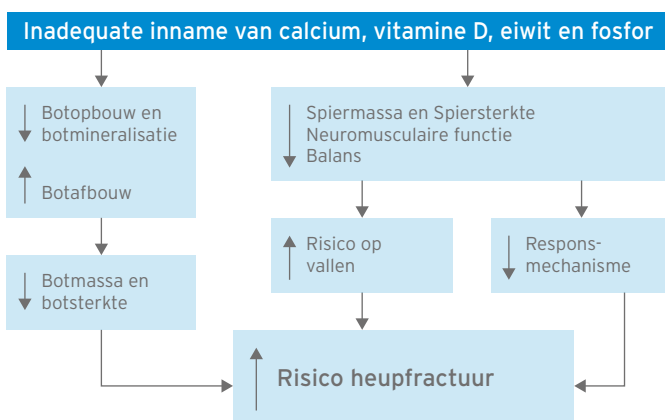 Inadequate inname van calcium, vitamine D, eiwit en fosfor
Botopbouw en
botmineralisatie
Botafbouw
Spiermassa en Spiersterkte
Neuromusculaire functie
Balans
Botmassa en
botsterkte
Risico op
vallen
Respons-
mechanisme
Risico heupfractuur